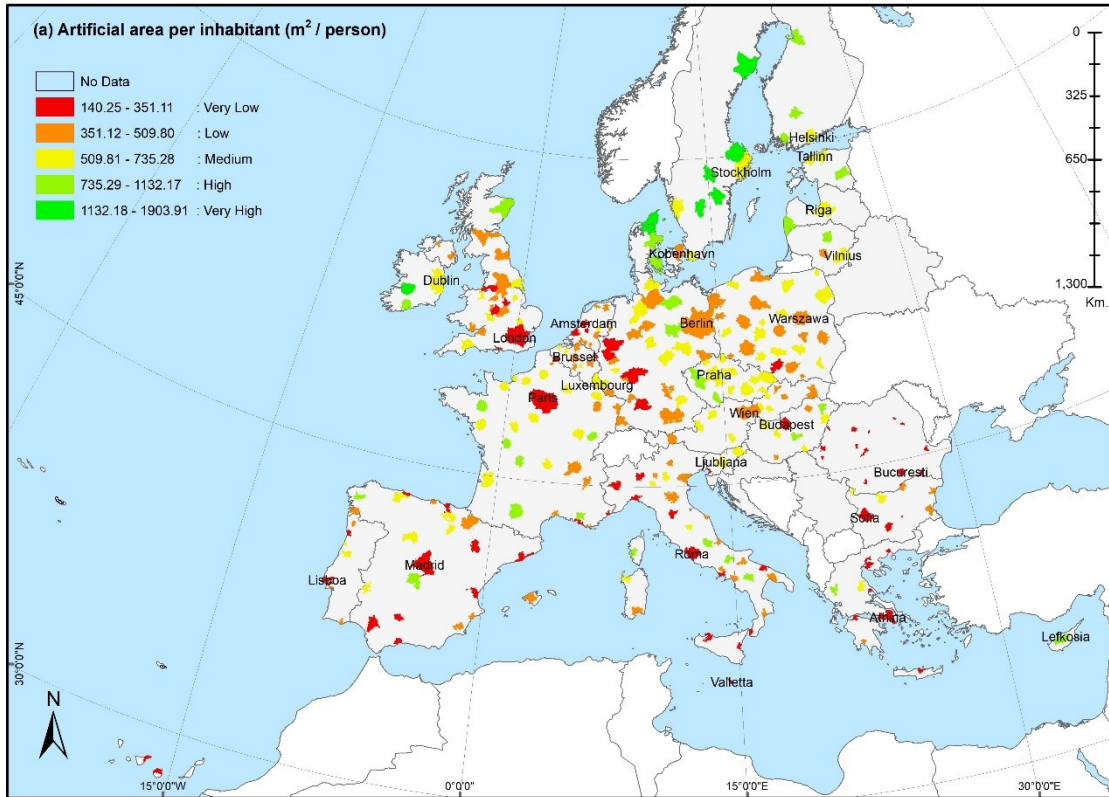 (a) Artificial area per inhabitant (m² / person)
No Data
140.25 - 351.11 : Very Low
351.12 - 509.80 : Low
509.81 - 735.28 : Medium
735.29 - 1132.17 : High
1132.18 - 1903.91 : Very High
0
325
650
1,300
Km.
Helsinki
Tallinn
Stockholm
Riga
Kobenhavn
Vilnius
Dublin
45°0'0"N
Amsterdam
Berlin
Warszawa
London
Brussel
Luxembourg
Praha
Paris
Wien
Budapest
Ljubljana
Bucuresti
Sofia
Roma
Madrid
Lisboa
Athina
Lefkosia
Valletta
30°0'0"N
N
15°0'0"W
0°0'0"
15°0'0"E
30°0'0"E